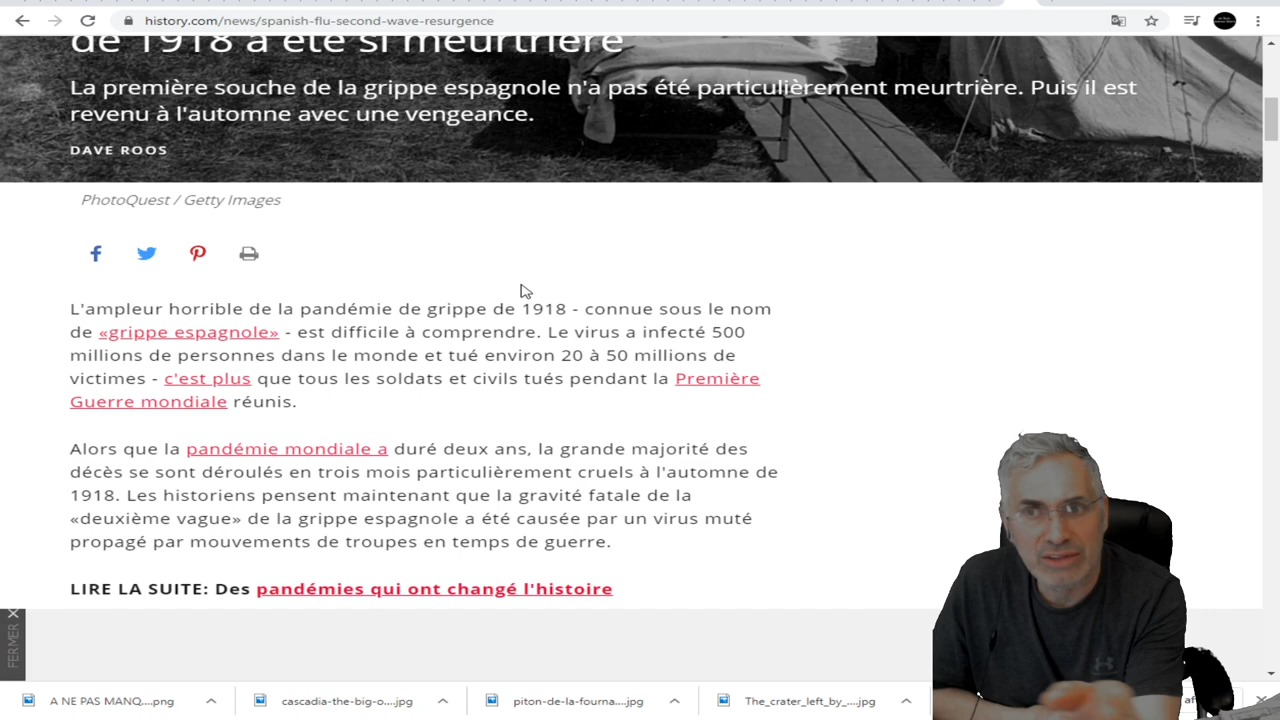 history.com/news/spanish-flu-second-wave-resurgence
de 1918 a été si meurtrière
La première souche de la grippe espagnole n'a pas été particulièrement meurtrière. Puis il est
revenu à l'automne avec une vengeance.
DAVE ROOS
PhotoQuest / Getty Images
L'ampleur horrible de la pandémie de grippe de 1918 - connue sous le nom
de «grippe espagnole» - est difficile à comprendre. Le virus a infecté 500
millions de personnes dans le monde et tué environ 20 à 50 millions de
victimes - c'est plus que tous les soldats et civils tués pendant la Première
Guerre mondiale réunis.
Alors que la pandémie mondiale a duré deux ans, la grande majorité des
décès se sont déroulés en trois mois particulièrement cruels à l'automne de
1918. Les historiens pensent maintenant que la gravité fatale de la
«deuxième vague» de la grippe espagnole a été causée par un virus muté
propagé par mouvements de troupes en temps de guerre.
LIRE LA SUITE: Des pandémies qui ont changé l'histoire
FERMER X
A NE PAS MANQ....png
cascadia-the-big-o....jpg
piton-de-la-fourna....jpg
The_crater_left_by_....jpg